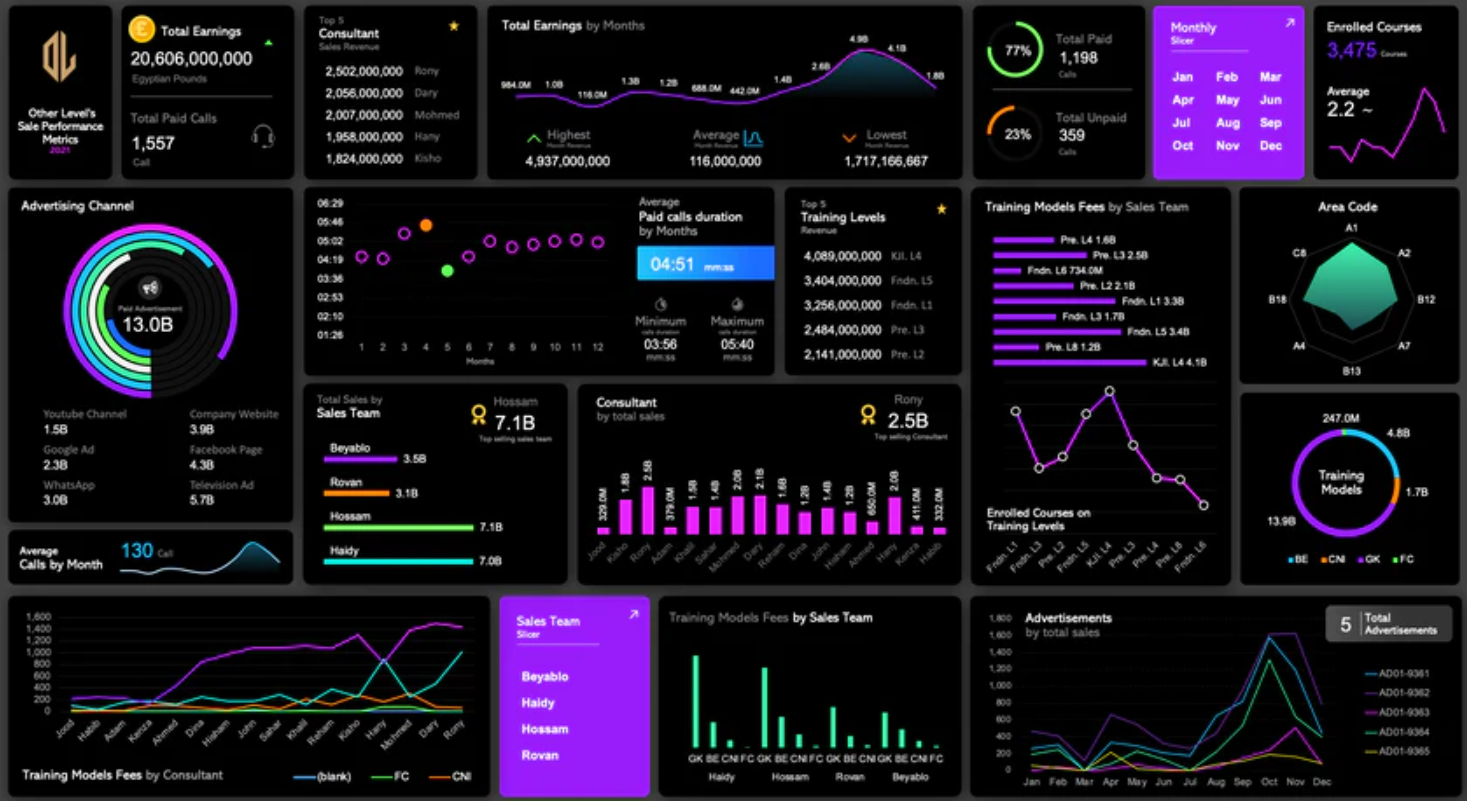 Other Level's
Sale Performance
Metrics
2021
Total Earnings
20,606,000,000
Egyptian Pounds
Total Paid Calls
1,557
Call
Top 5
Consultant
Sales Revenue
2,502,000,000 Rony
2,056,000,000 Dary
2,007,000,000 Mohmed
1,958,000,000 Hany
1,824,000,000 Kisho
Total Earnings by Months
984.0M 1.0B 116.0M 1.3B 1.2B 688.0M 442.0M 1.4B 2.6B 4.9B 4.1B 1.8B
Highest
Month Revenue
4,937,000,000
Average
Month Revenue
116,000,000
Lowest
Month Revenue
1,717,166,667
77%
Total Paid
1,198
Calls
23%
Total Unpaid
359
Calls
Monthly
Slicer
Jan Feb Mar
Apr May Jun
Jul Aug Sep
Oct Nov Dec
Enrolled Courses
3,475 Courses
Average
2.2 ~
Advertising Channel
Paid Advertisement
13.0B
Youtube Channel Company Website
1.5B 3.9B
Google Ad Facebook Page
2.3B 4.3B
WhatsApp Television Ad
3.0B 5.7B
06:29
05:46
05:02
04:19
03:36
02:53
02:10
01:26
1 2 3 4 5 6 7 8 9 10 11 12
Months
Average
Paid calls duration
by Months
04:51 mm:ss
Minimum
calls duration
03:56
mm:ss
Maximum
calls duration
05:40
mm:ss
Top 5
Training Levels
Revenue
4,089,000,000 KJl. L4
3,404,000,000 Fndn. L5
3,256,000,000 Fndn. L1
2,484,000,000 Pre. L3
2,141,000,000 Pre. L2
Training Models Fees by Sales Team
Pre. L4 1.6B
Pre. L3 2.5B
Fndn. L6 734.0M
Pre. L2 2.1B
Fndn. L1 3.3B
Fndn. L3 1.7B
Fndn. L5 3.4B
Pre. L8 1.2B
KJl. L4 4.1B
Enrolled Courses on
Training Levels
Fndn. L1 Fndn. L3 Pre. L2 Fndn. L5 KJl. L4 Pre. L3 Pre. L4 Pre. L8 Fndn. L6
Area Code
A1
A2
B12
A7
B13
A4
B18
C8
Training
Models
247.0M
4.8B
1.7B
13.9B
BE CNI GK FC
Average
Calls by Month
130 Call
Total Sales by
Sales Team
Hossam
7.1B
Top selling sales team
Beyablo
3.5B
Rovan
3.1B
Hossam
7.1B
Haidy
7.0B
Consultant
by total sales
Rony
2.5B
Top selling Consultant
329.0M 1.8B 2.5B 379.0M 1.5B 1.4B 2.0B 2.1B 1.6B 1.2B 1.4B 1.2B 650.0M 2.0B 411.0M 332.0M
Jood Kisho Rony Adam Khalil Sahar Mohmed Dary Reham Dina John Hisham Ahmed Hany Kenza Habib
1,600
1,400
1,200
1,000
800
600
400
200
0
Jood Habib Adam Kenza Ahmed Dina Hisham John Sahar Khalil Reham Kisho Hany Mohmed Dary Rony
Training Models Fees by Consultant
(blank) FC CNI
Sales Team
Slicer
Beyablo
Haidy
Hossam
Rovan
Training Models Fees by Sales Team
GK BE CNI FC GK BE CNI FC GK BE CNI FC GK BE CNI FC
Haidy Hossam Rovan Beyablo
Advertisements
by total sales
5 Total
Advertisements
1,800
1,600
1,400
1,200
1,000
800
600
400
200
0
Jan Feb Mar Apr May Jun Jul Aug Sep Oct Nov Dec
AD01-9361
AD01-9362
AD01-9363
AD01-9364
AD01-9365